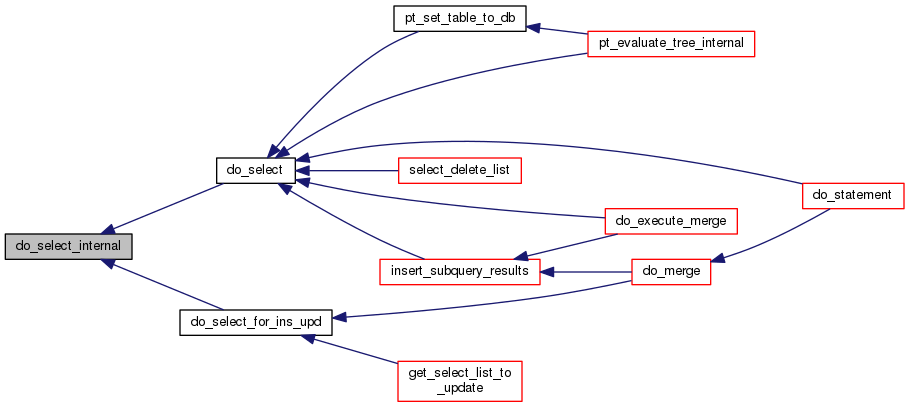 pt_set_table_to_db
pt_evaluate_tree_internal
do_select
select_delete_list
do_statement
do_execute_merge
do_select_internal
insert_subquery_results
do_merge
do_select_for_ins_upd
get_select_list_to
_update